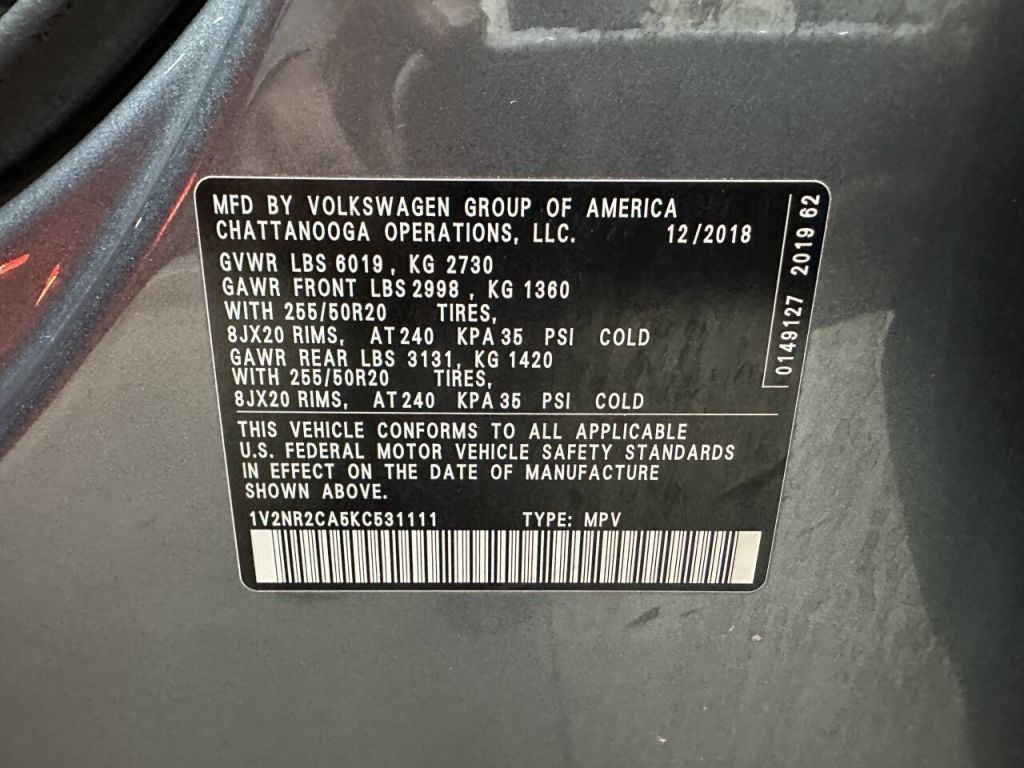 MFD BY VOLKSWAGEN GROUP OF AMERICA
CHATTANOOGA OPERATIONS, LLC. 12/2018
GVWR LBS 6019, KG 2730
GAWR FRONT LBS 2998, KG 1360
WITH 255/50R20 TIRES,
8JX20 RIMS, AT 240 KPA 35 PSI COLD
GAWR REAR LBS 3131, KG 1420
WITH 255/50R20 TIRES,
8JX20 RIMS, AT 240 KPA 35 PSI COLD
THIS VEHICLE CONFORMS TO ALL APPLICABLE
U.S. FEDERAL MOTOR VEHICLE SAFETY STANDARDS
IN EFFECT ON THE DATE OF MANUFACTURE
SHOWN ABOVE.
1V2NR2CA5KC531111 TYPE: MPV
0149127 2019 62